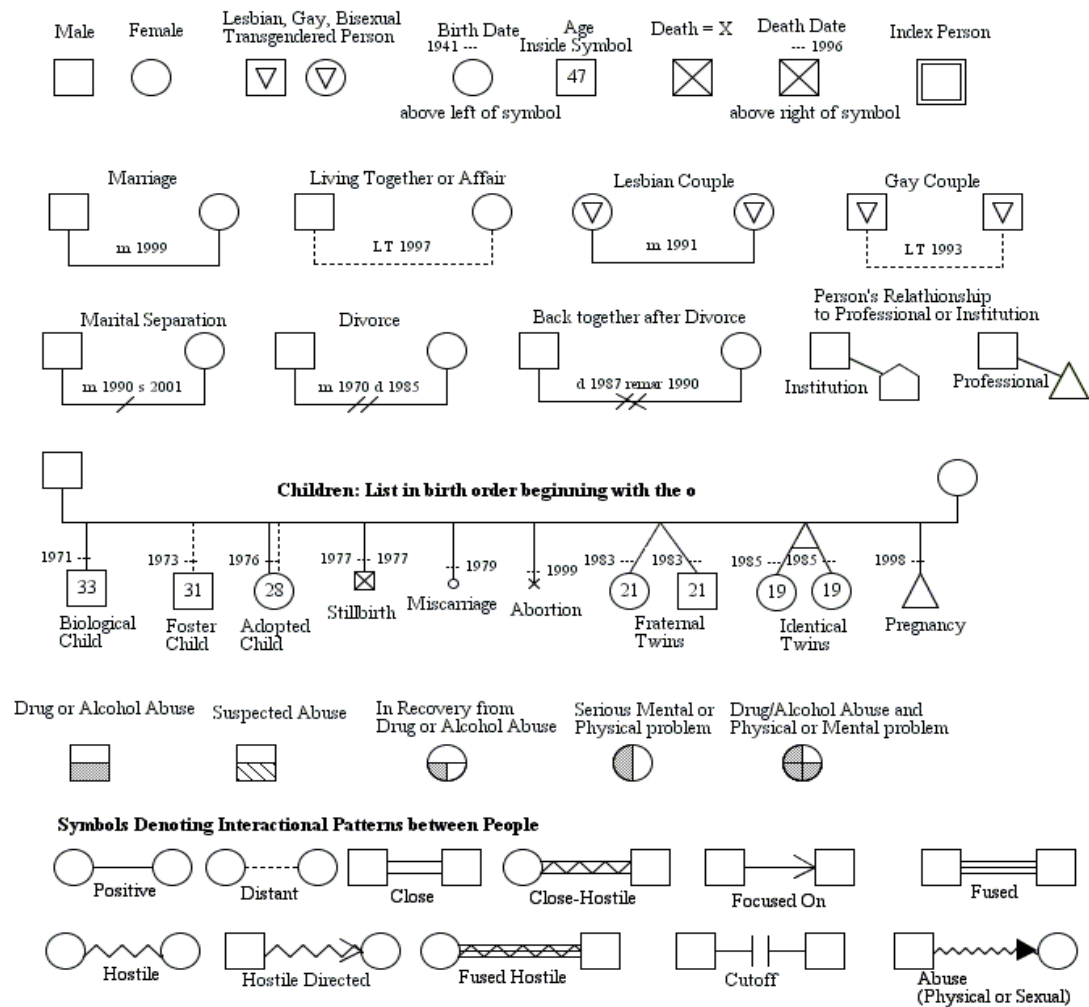 Male
Female
Lesbian, Gay, Bisexual
Transgendered Person
Birth Date
1941 ---
above left of symbol
Age
Inside Symbol
47
Death = X
Death Date
--- 1996
above right of symbol
Index Person
Marriage
m 1999
Living Together or Affair
LT 1997
Lesbian Couple
m 1991
Gay Couple
LT 1993
Marital Separation
m 1990 s 2001
Divorce
m 1970 d 1985
Back together after Divorce
d 1987 remar 1990
Person's Relathionship
to Professional or Institution
Institution
Professional
Children: List in birth order beginning with the o
1971 ---
33
Biological
Child
1973 ---
31
Foster
Child
1976 ---
28
Adopted
Child
1977 --- --- 1977
Stillbirth
--- 1979
Miscarriage
--- 1999
Abortion
1983 --- 1983 ---
21 21
Fraternal
Twins
1985 --- 1985 ---
19 19
Identical
Twins
1998 ---
Pregnancy
Drug or Alcohol Abuse
Suspected Abuse
In Recovery from
Drug or Alcohol Abuse
Serious Mental or
Physical problem
Drug/Alcohol Abuse and
Physical or Mental problem
Symbols Denoting Interactional Patterns between People
Positive
Distant
Close
Close-Hostile
Focused On
Fused
Hostile
Hostile Directed
Fused Hostile
Cutoff
Abuse
(Physical or Sexual)